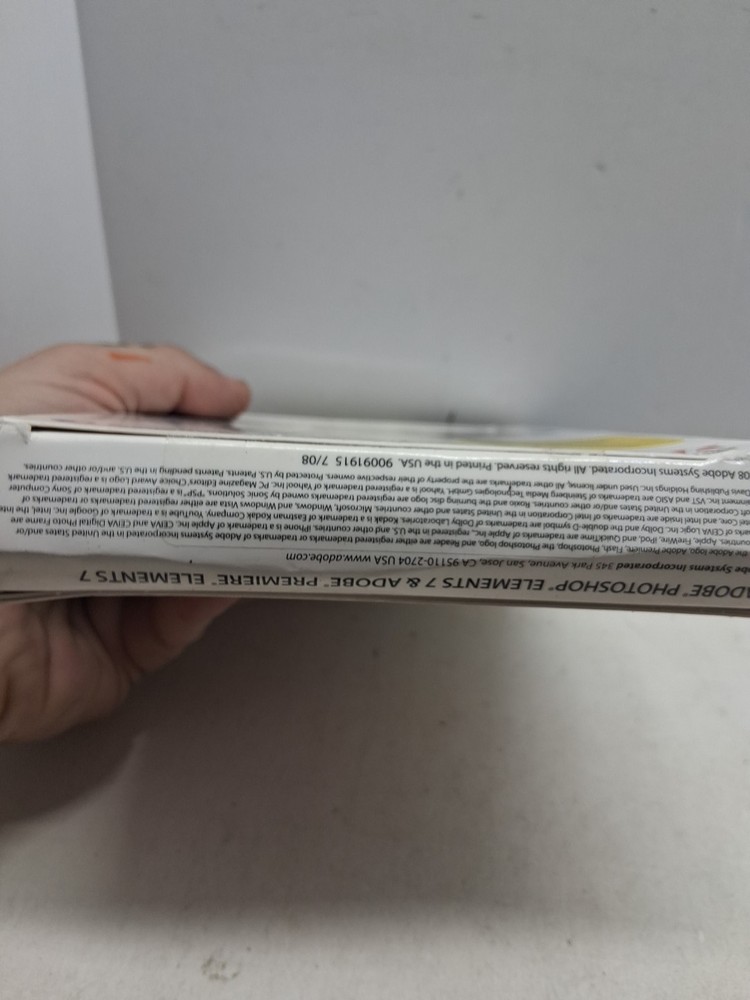 ADOBE® PHOTOSHOP® ELEMENTS 7 & ADOBE® PREMIERE® ELEMENTS 7
be Systems Incorporated 345 Park Avenue, San Jose, CA 95110-2704 USA www.adobe.com
the Adobe logo, Adobe Premiere, Flash, Photoshop, the Photoshop logo, and Reader are either registered trademarks or trademarks of Adobe Systems Incorporated in the United States and/or
countries. Apple, FireWire, iPod, and QuickTime are trademarks of Apple Inc., registered in the U.S. and other countries. iPhone is a trademark of Apple Inc. CEIVA and CEIVA Digital Photo Frame are
arks of CEIVA Logic Inc. Dolby and the double-D symbol are trademarks of Dolby Laboratories. Kodak is a trademark of Eastman Kodak Company. YouTube is a trademark of Google Inc. Intel, the Inte
el Core, and Intel Inside are trademarks of Intel Corporation in the United States and other countries. Microsoft, Windows, and Windows Vista are either registered trademarks or trademarks of
oft Corporation in the United States and/or other countries. Roxio and the burning disc logo are registered trademarks owned by Sonic Solutions. "PSP" is a registered trademark of Sony Computer
inment Inc. VST and ASIO are trademarks of Steinberg Media Technologies GmbH. Yahoo! is a registered trademark of Yahoo! Inc. PC Magazine Editors' Choice Award Logo is a registered trademark
avis Publishing Holdings Inc. Used under license. All other trademarks are the property of their respective owners. Protected by U.S. Patents. Patents pending in the U.S. and/or other countries.
08 Adobe Systems Incorporated. All rights reserved. Printed in the USA. 90091915 7/08